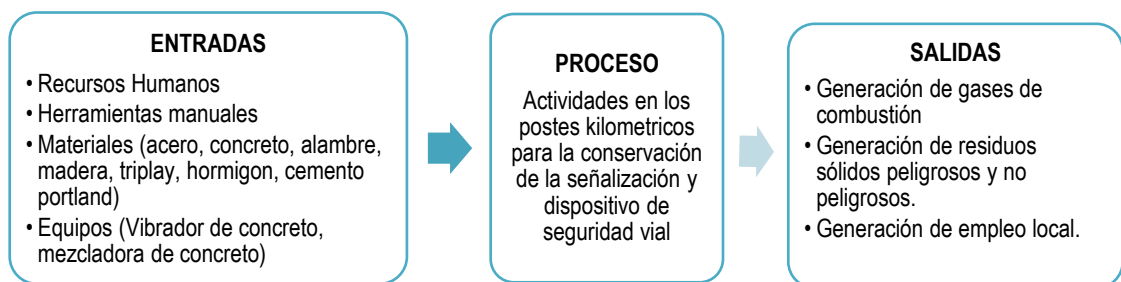 ENTRADAS
• Recursos Humanos
• Herramientas manuales
• Materiales (acero, concreto, alambre,
madera, triplay, hormigon, cemento
portland)
• Equipos (Vibrador de concreto,
mezcladora de concreto)
PROCESO
Actividades en los
postes kilometricos
para la conservación
de la señalización y
dispositivo de
seguridad vial
SALIDAS
• Generación de gases de
combustión
• Generación de residuos
sólidos peligrosos y no
peligrosos.
• Generación de empleo local.